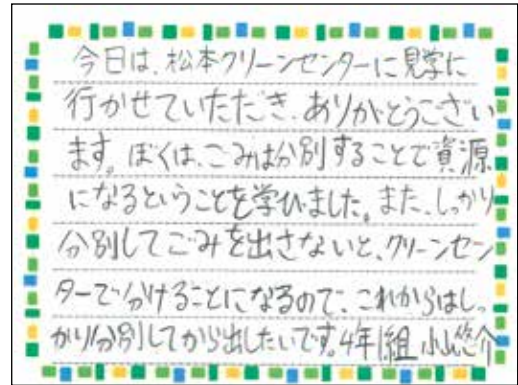 今日は、松本クリーンセンターに見学に
行かせていただき、ありがとうござい
ます。ぼくは、ごみは分別することで資源
になるということを学びました。また、しっかり
分別してごみを出さないと、クリーンセン
ターで分けることになるので、これからはしっ
かり分別してから出したいです。4年1組 小山悠介